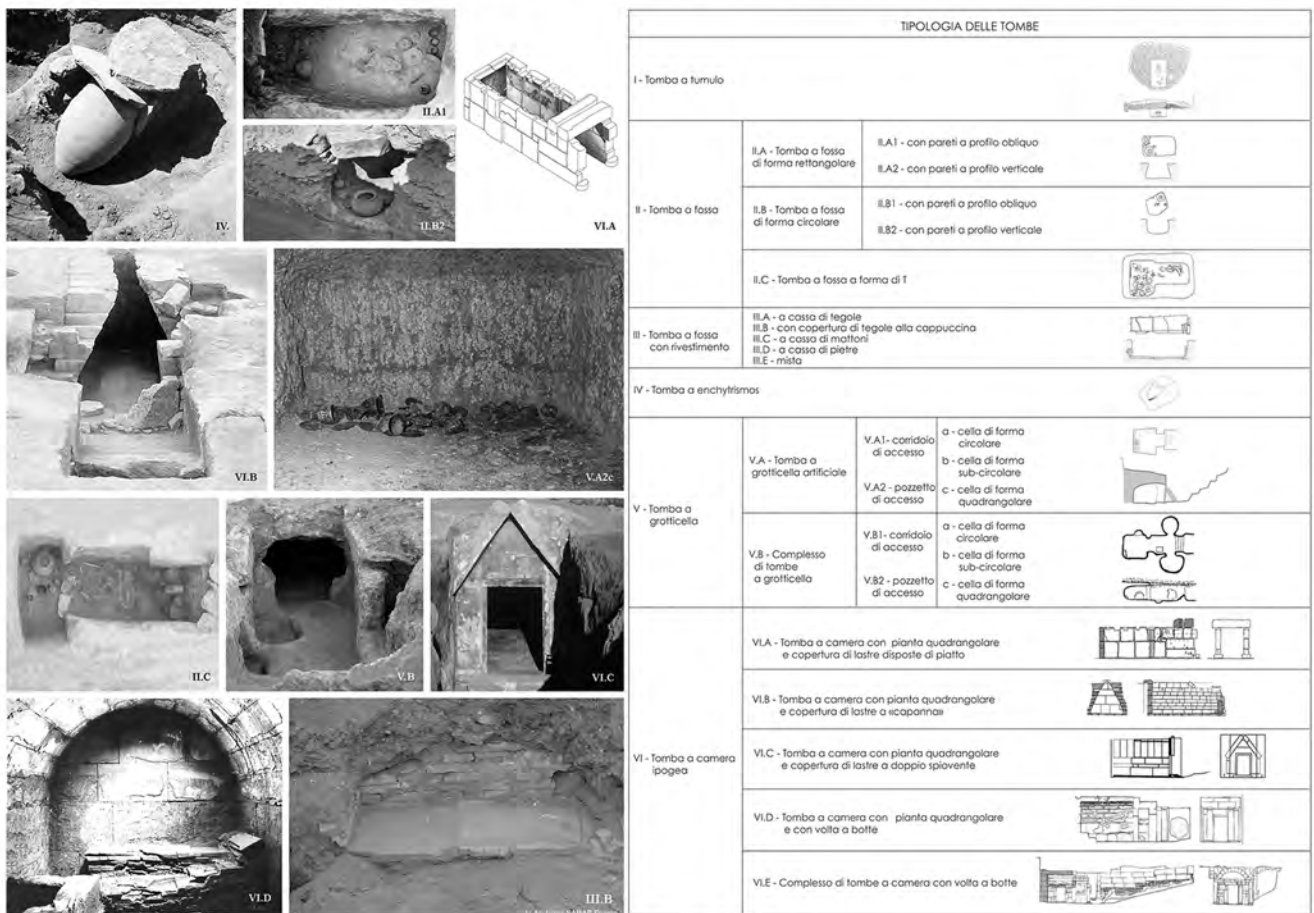 IV.
II.A1
II.B2
VI.A
VI.B
V.A2c
II.C
V.B
VI.C
VI.D
III.B
TIPOLOGIA DELLE TOMBE
I - Tomba a tumulo
II - Tomba a fossa
II.A - Tomba a fossa
di forma rettangolare
II.A1 - con pareti a profilo obliquo
II.A2 - con pareti a profilo verticale
II.B - Tomba a fossa
di forma circolare
II.B1 - con pareti a profilo obliquo
II.B2 - con pareti a profilo verticale
II.C - Tomba a fossa a forma di T
III - Tomba a fossa
con rivestimento
III.A - a cassa di tegole
III.B - con copertura di tegole alla cappuccina
III.C - a cassa di mattoni
III.D - a cassa di pietre
III.E - mista
IV - Tomba a enchytrismos
V - Tomba a
grotticella
V.A - Tomba a
grotticella artificiale
V.A1- corridoio
di accesso
V.A2 - pozzetto
di accesso
a - cella di forma
circolare
b - cella di forma
sub-circolare
c - cella di forma
quadrangolare
V.B - Complesso
di tombe
a grotticella
V.B1- corridoio
di accesso
V.B2 - pozzetto
di accesso
a - cella di forma
circolare
b - cella di forma
sub-circolare
c - cella di forma
quadrangolare
VI - Tomba a camera
ipogea
VI.A - Tomba a camera con pianta quadrangolare
e copertura di lastre disposte di piatto
VI.B - Tomba a camera con pianta quadrangolare
e copertura di lastre a «capanna»
VI.C - Tomba a camera con pianta quadrangolare
e copertura di lastre a doppio spiovente
VI.D - Tomba a camera con pianta quadrangolare
e con volta a botte
VI.E - Complesso di tombe a camera con volta a botte